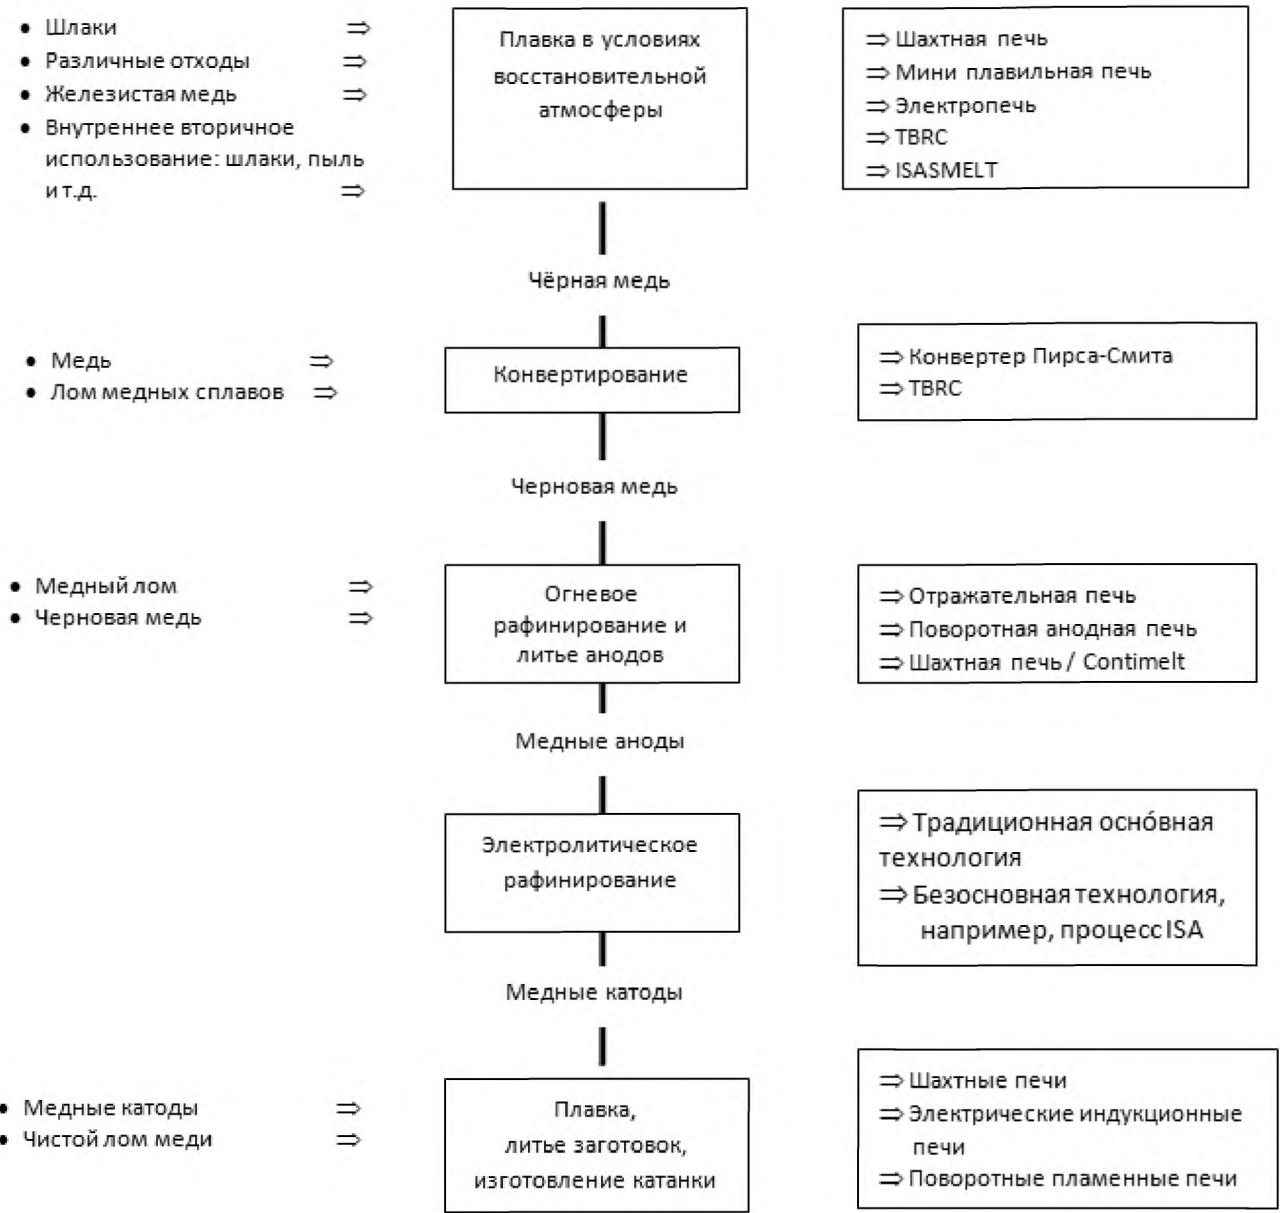 • Шлаки ⇒
• Различные отходы ⇒
• Железистая медь ⇒
• Внутреннее вторичное
использование: шлаки, пыль
и т.д. ⇒
Плавка в условиях
восстановительной
атмосферы
⇒ Шахтная печь
⇒ Мини плавильная печь
⇒ Электропечь
⇒ TBRC
⇒ ISASMELT
Чёрная медь
• Медь ⇒
• Лом медных сплавов ⇒
Конвертирование
⇒ Конвертер Пирса-Смита
⇒ TBRC
Черновая медь
• Медный лом ⇒
• Черновая медь ⇒
Огневое
рафинирование и
литье анодов
⇒ Отражательная печь
⇒ Поворотная анодная печь
⇒ Шахтная печь / Contimelt
Медные аноды
Электролитическое
рафинирование
⇒ Традиционная оснóвная
технология
⇒ Безосновная технология,
например, процесс ISA
Медные катоды
• Медные катоды ⇒
• Чистой лом меди ⇒
Плавка,
литье заготовок,
изготовление катанки
⇒ Шахтные печи
⇒ Электрические индукционные
печи
⇒ Поворотные пламенные печи